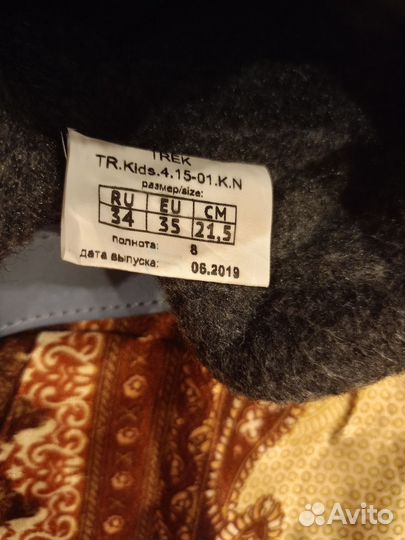 TREK
TR.Kids.4.15-01.K.N
размер/size:
RU EU CM
34 35 21,5
полнота: 8
дата выпуска: 06.2019
Avito